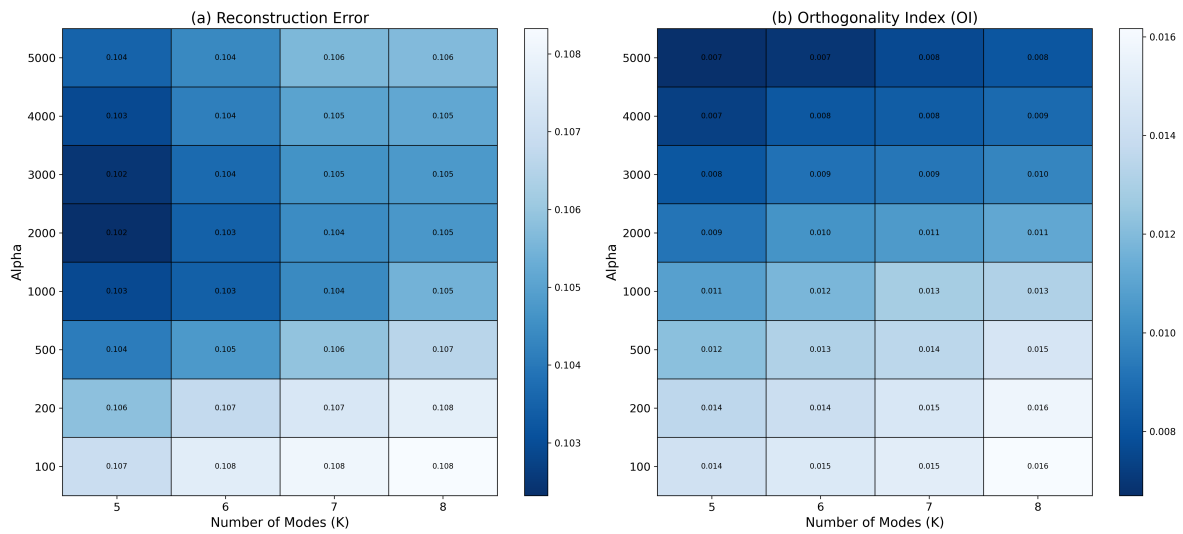 (a) Reconstruction Error
5000 0.104 0.104 0.106 0.106
4000 0.103 0.104 0.105 0.105
3000 0.102 0.104 0.105 0.105
2000 0.102 0.103 0.104 0.105
1000 0.103 0.103 0.104 0.105
500 0.104 0.105 0.106 0.107
200 0.106 0.107 0.107 0.108
100 0.107 0.108 0.108 0.108
5 6 7 8
Alpha
Number of Modes (K)
0.108
0.107
0.106
0.105
0.104
0.103
(b) Orthogonality Index (OI)
5000 0.007 0.007 0.008 0.008
4000 0.007 0.008 0.008 0.009
3000 0.008 0.009 0.009 0.010
2000 0.009 0.010 0.011 0.011
1000 0.011 0.012 0.013 0.013
500 0.012 0.013 0.014 0.015
200 0.014 0.014 0.015 0.016
100 0.014 0.015 0.015 0.016
5 6 7 8
Alpha
Number of Modes (K)
0.016
0.014
0.012
0.010
0.008